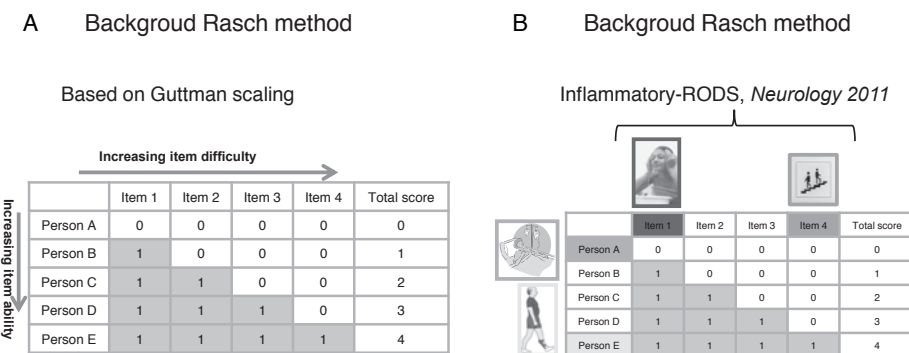 A Backgroud Rasch method
Based on Guttman scaling
Increasing item difficulty
Increasing item ability
Item 1 Item 2 Item 3 Item 4 Total score
Person A 0 0 0 0 0
Person B 1 0 0 0 1
Person C 1 1 0 0 2
Person D 1 1 1 0 3
Person E 1 1 1 1 4
B Backgroud Rasch method
Inflammatory-RODS, Neurology 2011
Item 1 Item 2 Item 3 Item 4 Total score
Person A 0 0 0 0 0
Person B 1 0 0 0 1
Person C 1 1 0 0 2
Person D 1 1 1 0 3
Person E 1 1 1 1 4